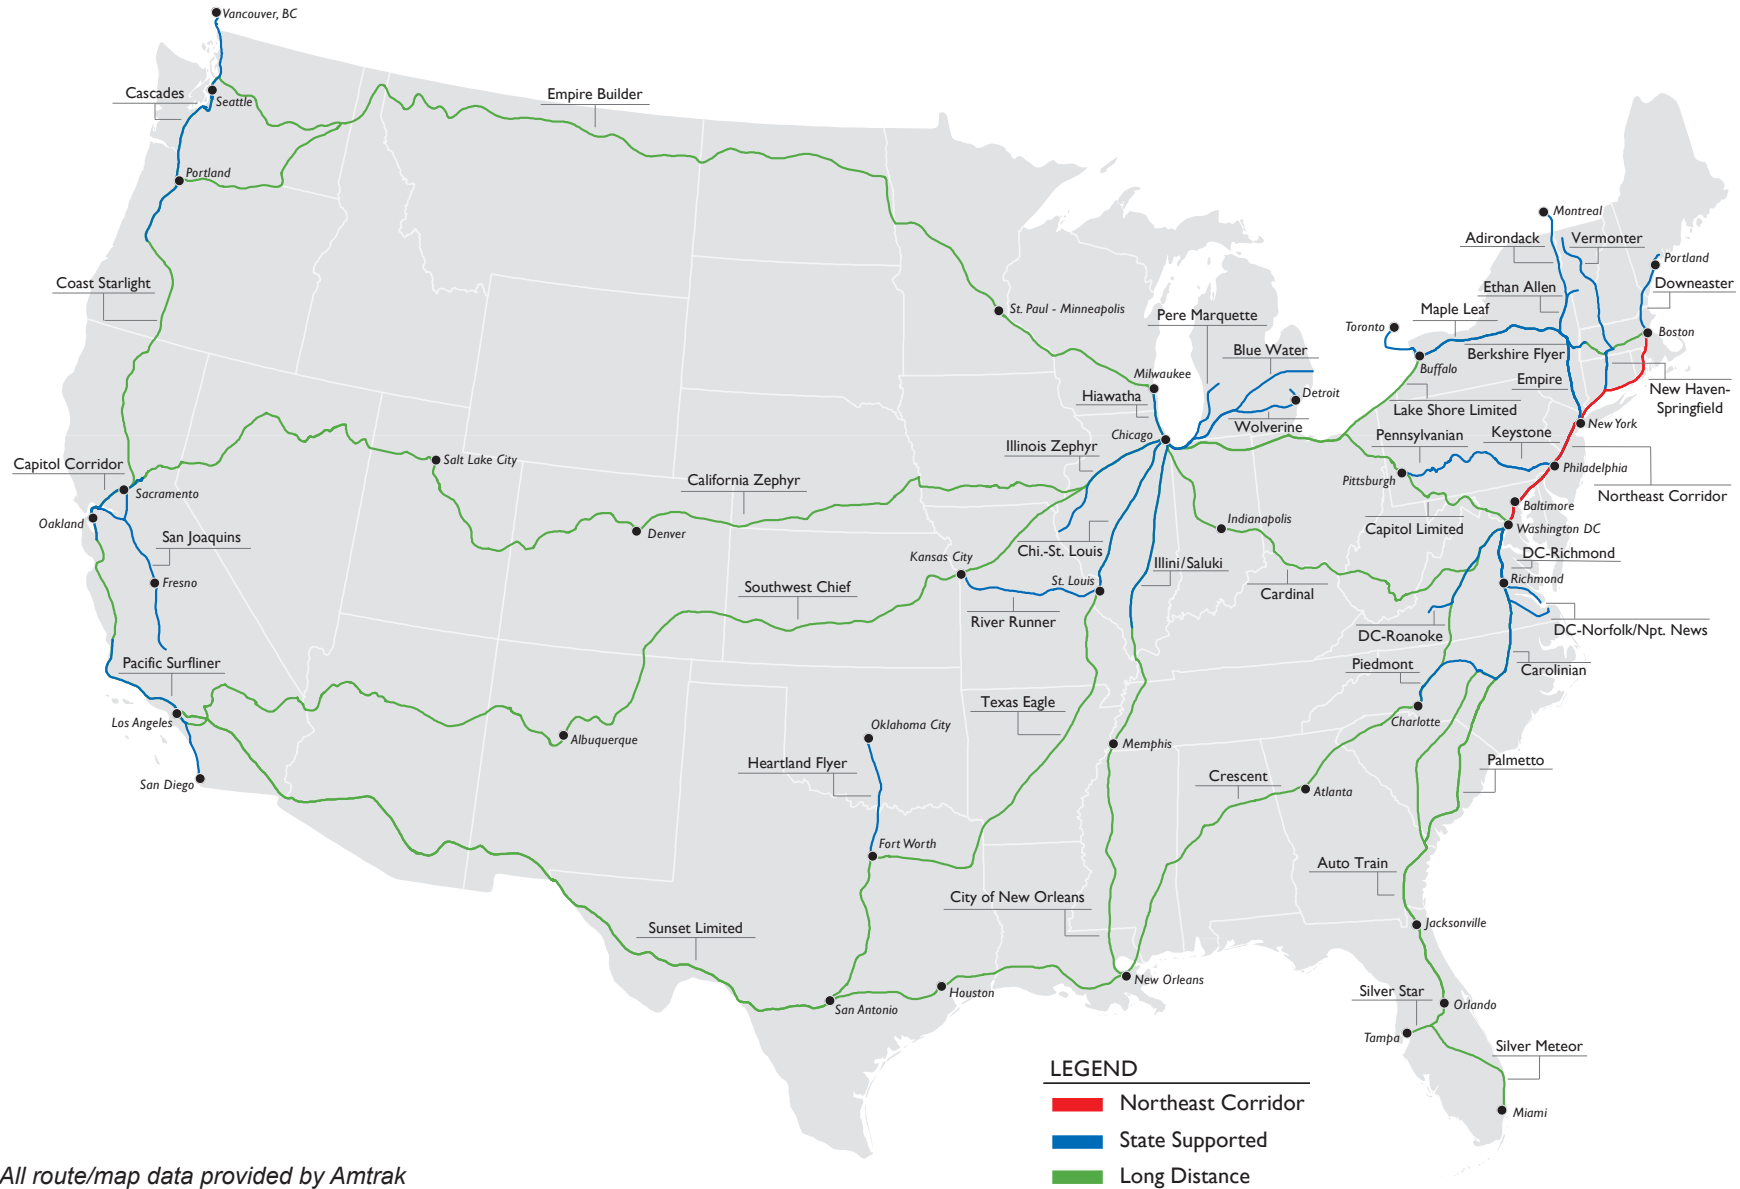 Vancouver, BC
Cascades
Seattle
Empire Builder
Portland
Coast Starlight
St. Paul - Minneapolis
Montreal
Adirondack
Vermonter
Portland
Ethan Allen
Downeaster
Maple Leaf
Toronto
Boston
Berkshire Flyer
Buffalo
Empire
New Haven-
Springfield
Lake Shore Limited
New York
Pere Marquette
Blue Water
Milwaukee
Detroit
Hiawatha
Wolverine
Chicago
Pennsylvanian
Keystone
Illinois Zephyr
Philadelphia
Pittsburgh
Northeast Corridor
Capitol Corridor
Salt Lake City
California Zephyr
Sacramento
Oakland
Baltimore
Capitol Limited
Washington DC
Indianapolis
San Joaquins
Denver
Chi.-St. Louis
DC-Richmond
Kansas City
Illini/Saluki
Fresno
Southwest Chief
St. Louis
Cardinal
Richmond
River Runner
DC-Roanoke
DC-Norfolk/Npt. News
Pacific Surfliner
Piedmont
Carolinian
Texas Eagle
Los Angeles
Oklahoma City
Charlotte
Albuquerque
Memphis
Heartland Flyer
Palmetto
San Diego
Crescent
Atlanta
Fort Worth
Auto Train
City of New Orleans
Jacksonville
Sunset Limited
New Orleans
Houston
San Antonio
Silver Star
Orlando
Tampa
Silver Meteor
Miami
LEGEND
Northeast Corridor
State Supported
Long Distance
All route/map data provided by Amtrak